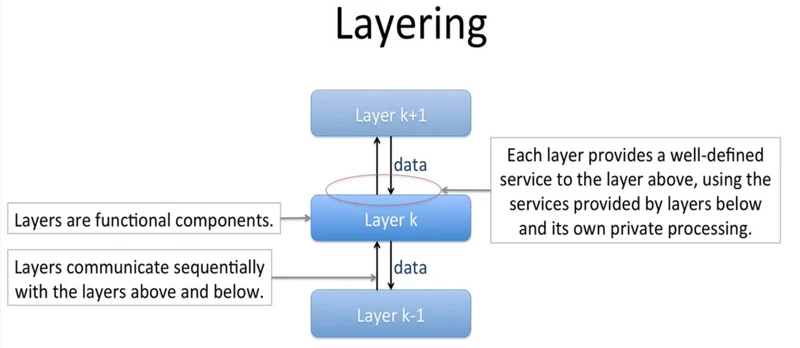 Layering
Layer k+1
data
Each layer provides a well-defined
service to the layer above, using the
services provided by layers below
and its own private processing.
Layers are functional components.
Layer k
Layers communicate sequentially
with the layers above and below.
data
Layer k-1